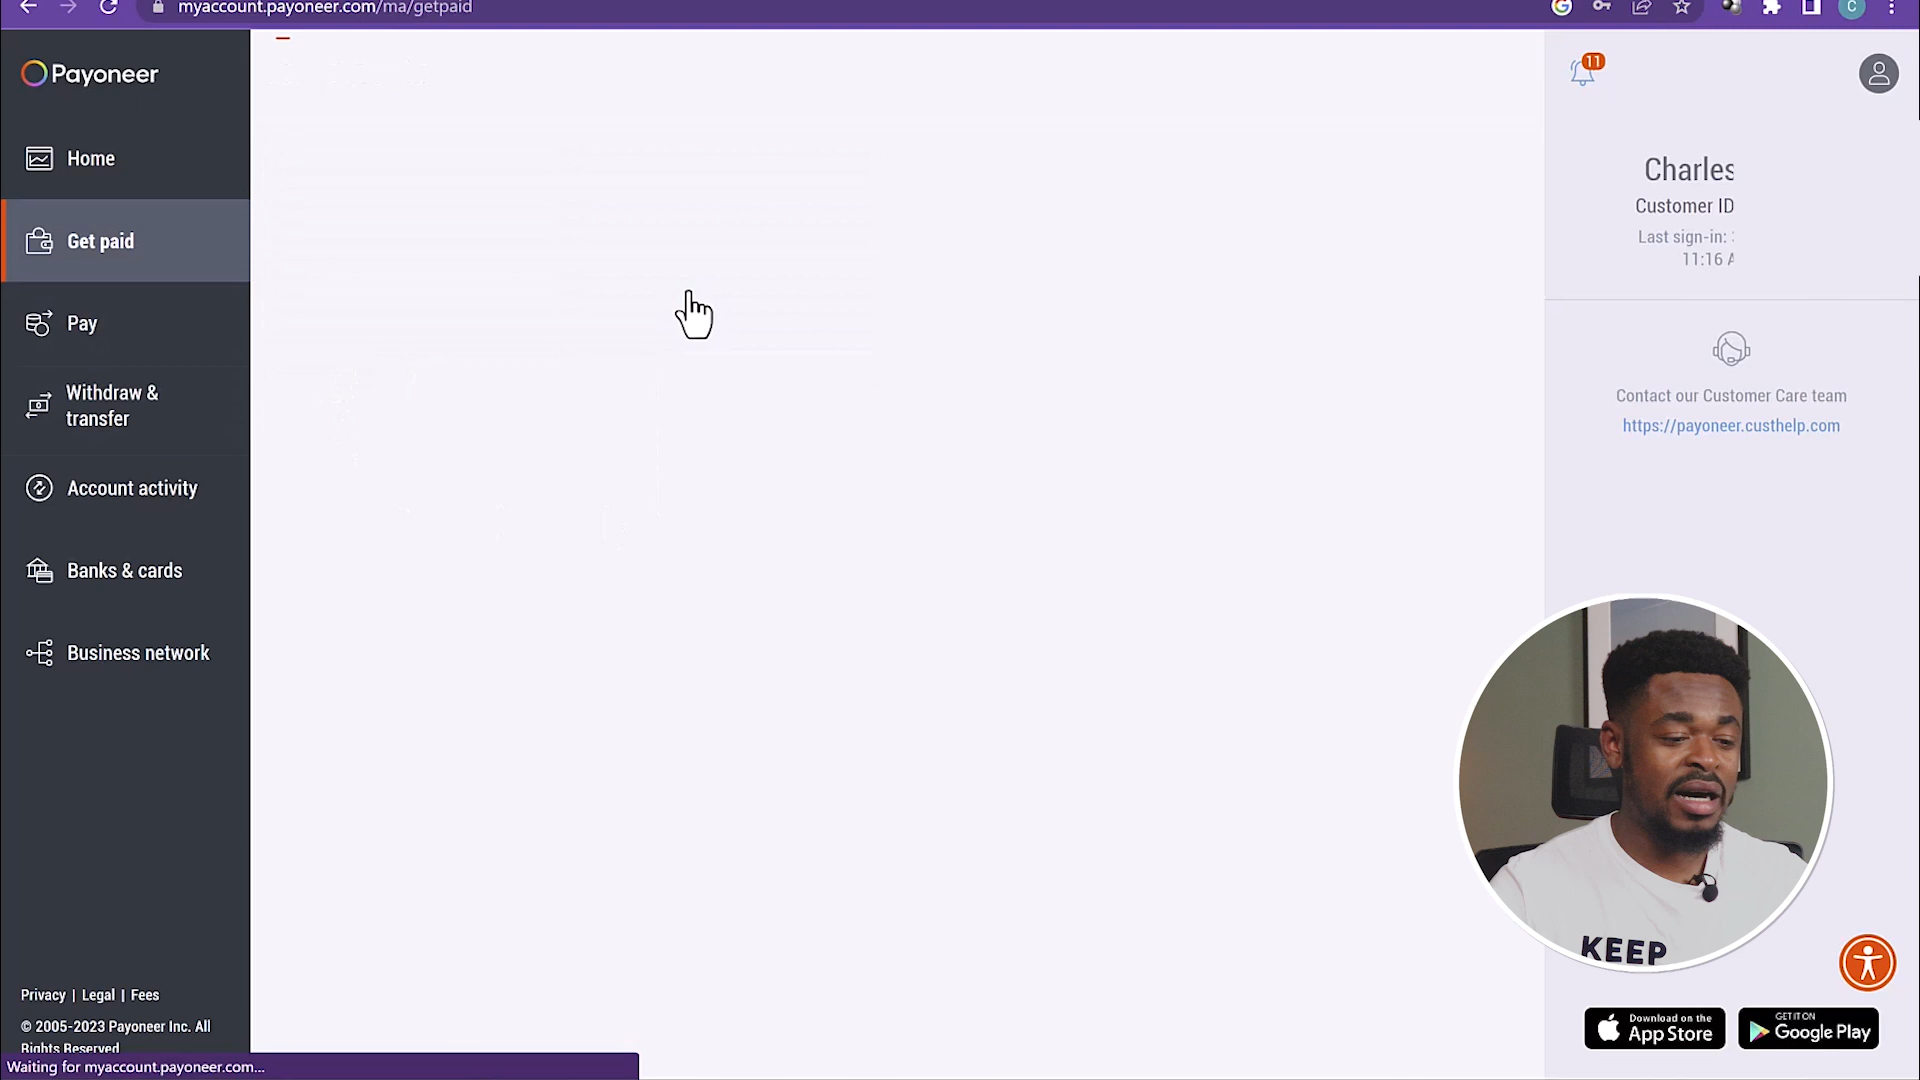 myaccount.payoneer.com/ma/getpaid
C
Payoneer
Home
Get paid
Pay
Withdraw &
transfer
Account activity
Banks & cards
Business network
Privacy | Legal | Fees
© 2005-2023 Payoneer Inc. All
Rights Reserved
Waiting for myaccount.payoneer.com...
11
Charles
Customer ID
Last sign-in:
11:16 A
Contact our Customer Care team
https://payoneer.custhelp.com
KEEP
Download on the
App Store
GET IT ON
Google Play